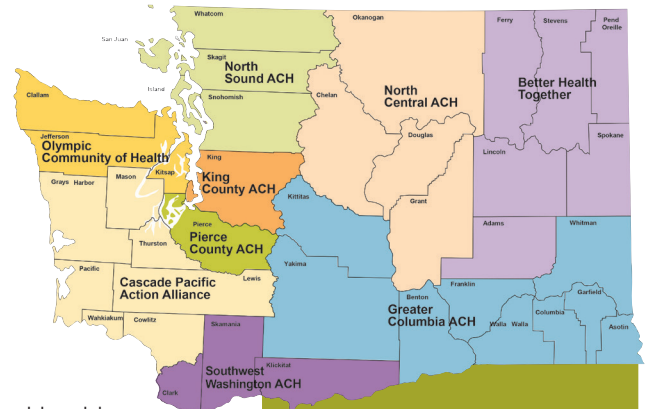 Whatcom
Okanogan
Ferry
Stevens
Pend
Oreille
San Juan
Skagit
North
Sound ACH
Island
Snohomish
Chelan
North
Central ACH
Better Health
Together
Clallam
Douglas
Spokane
Jefferson
Olympic
Community of Health
Lincoln
King
King
County ACH
Kitsap
Mason
Grays Harbor
Kittitas
Grant
Pierce
Pierce
County ACH
Adams
Whitman
Thurston
Pacific
Yakima
Lewis
Cascade Pacific
Action Alliance
Franklin
Benton
Greater
Columbia ACH
Garfield
Columbia
Walla Walla
Asotin
Wahkiakum
Cowlitz
Skamania
Klickitat
Southwest
Washington ACH
Clark